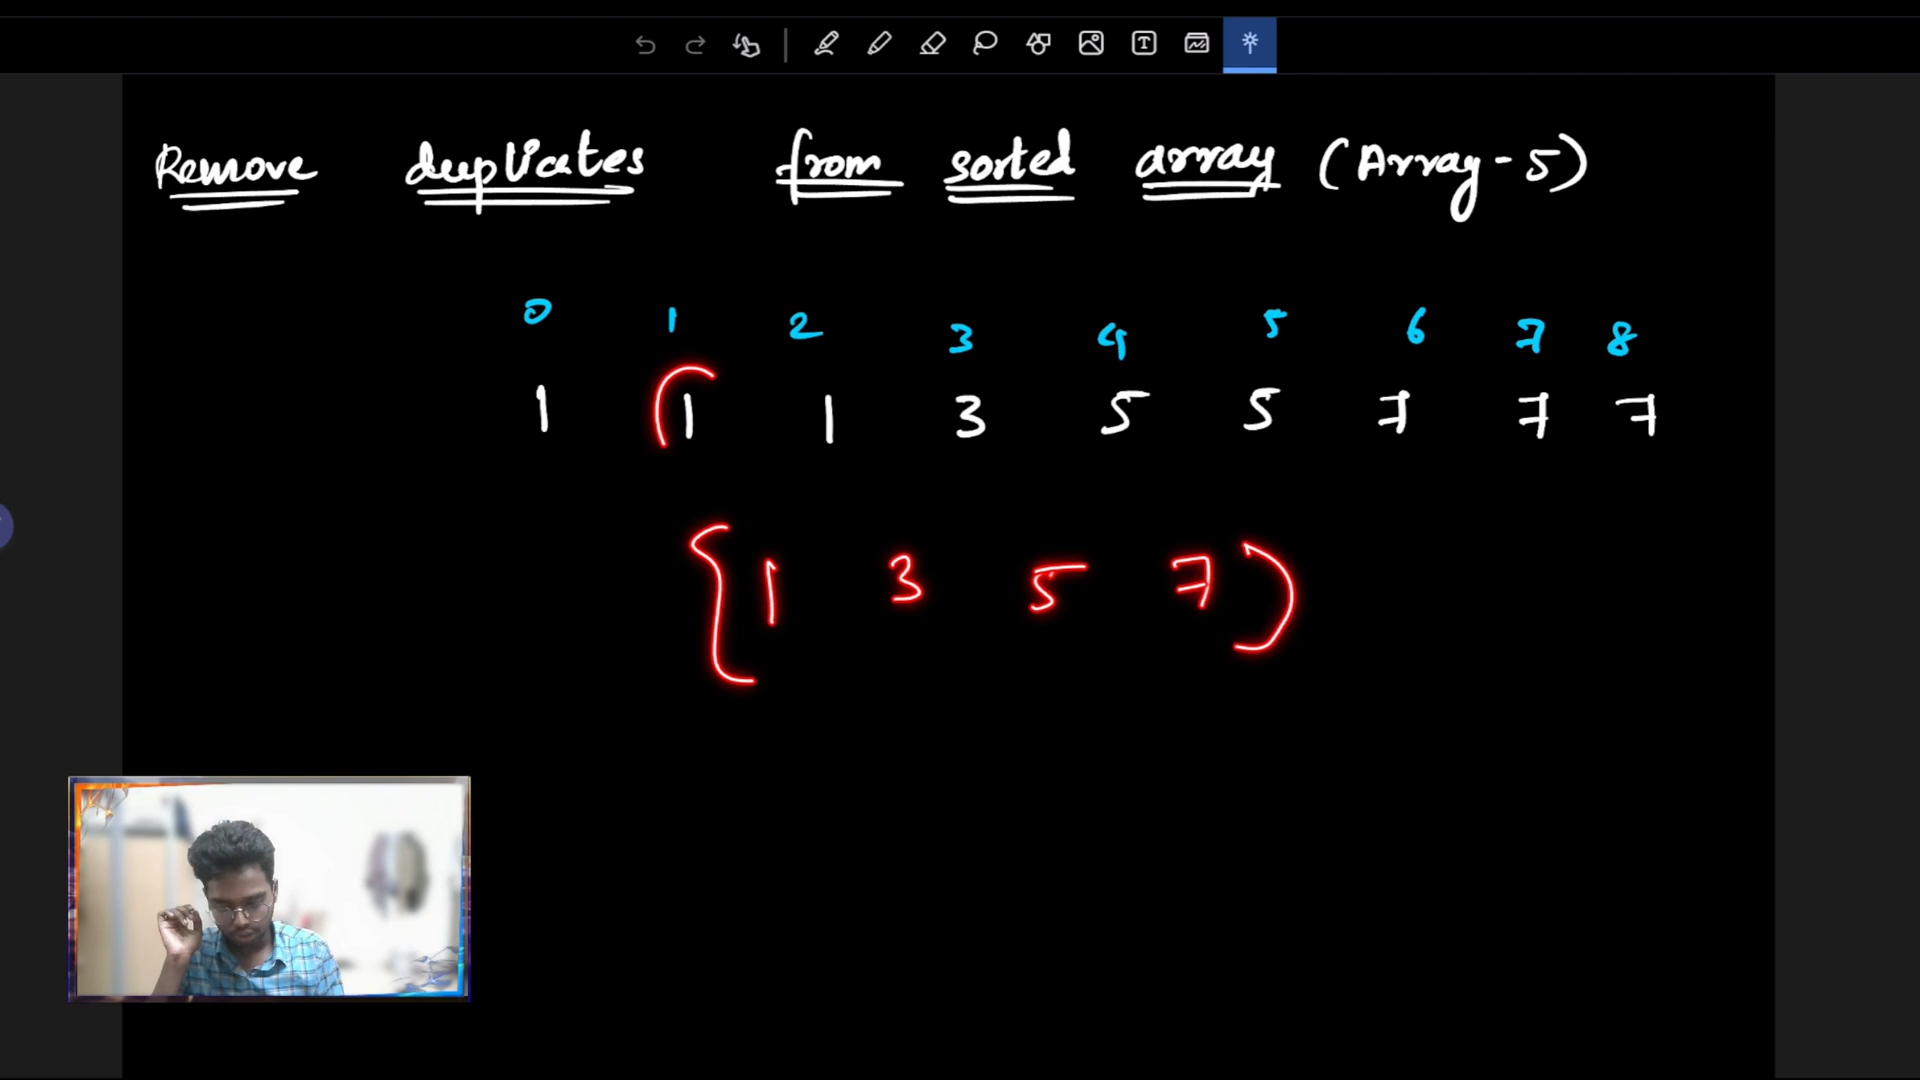 Remove duplicates from sorted array (Array-5)
0 1 2 3 4 5 6 7 8
1 1 1 3 5 5 7 7 7
{1 3 5 7)